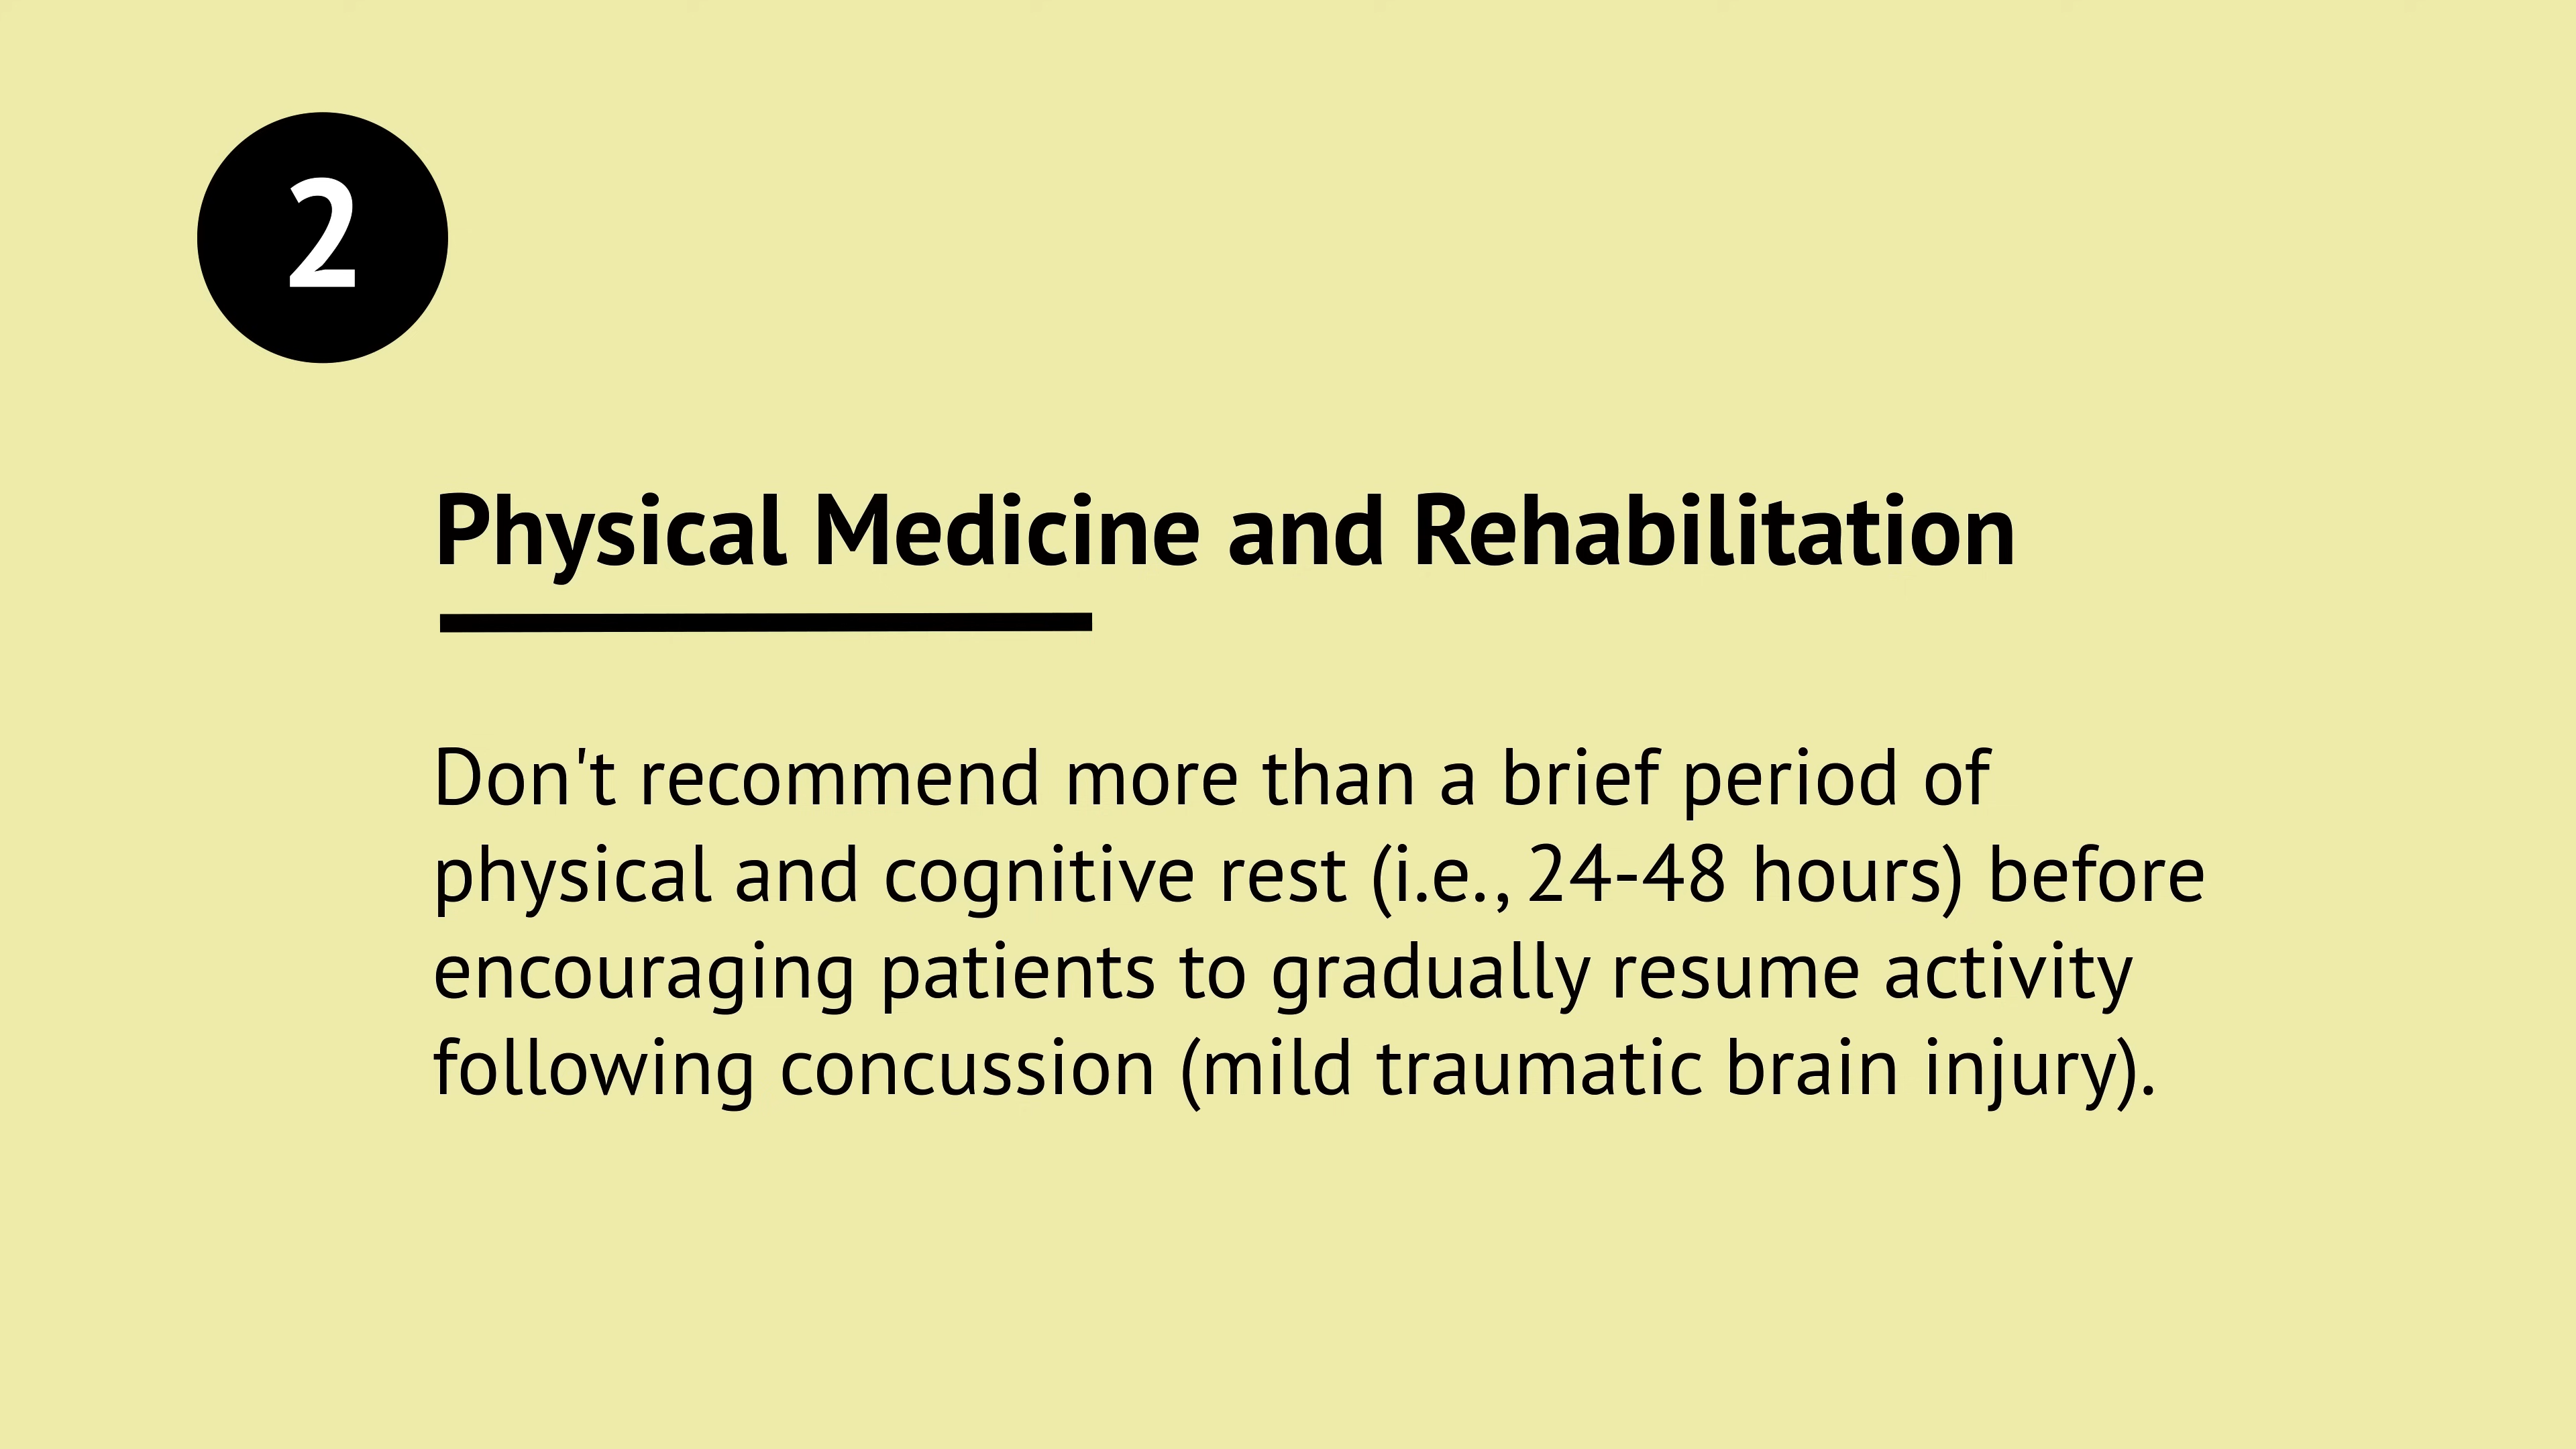 2
Physical Medicine and Rehabilitation
Don't recommend more than a brief period of
physical and cognitive rest (i.e., 24-48 hours) before
encouraging patients to gradually resume activity
following concussion (mild traumatic brain injury).